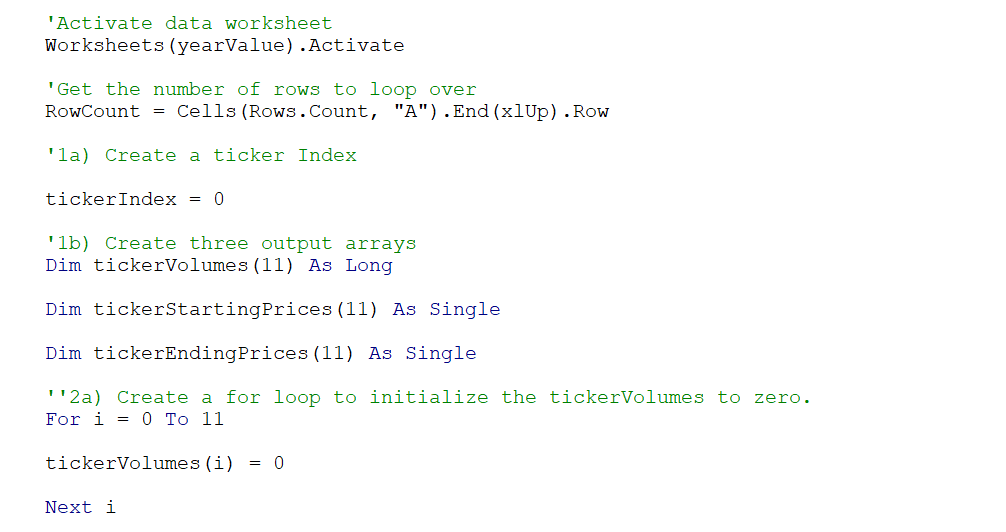 'Activate data worksheet
Worksheets(yearValue).Activate
'Get the number of rows to loop over
RowCount = Cells(Rows.Count, "A").End(xlUp).Row
'1a) Create a ticker Index
tickerIndex = 0
'1b) Create three output arrays
Dim tickerVolumes(11) As Long
Dim tickerStartingPrices(11) As Single
Dim tickerEndingPrices(11) As Single
''2a) Create a for loop to initialize the tickerVolumes to zero.
For i = 0 To 11
tickerVolumes(i) = 0
Next i